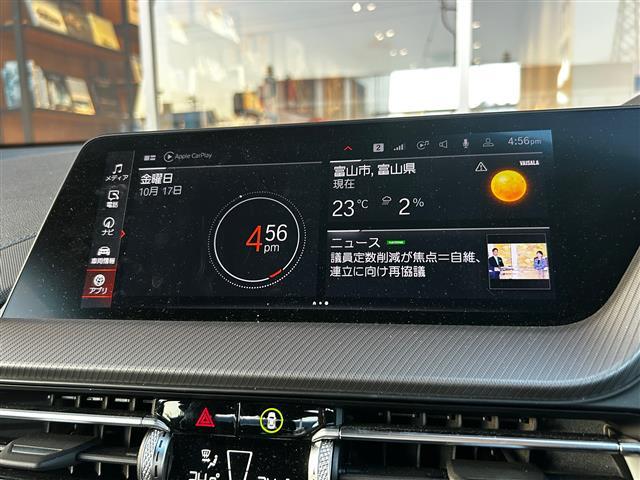 Apple CarPlay
2
4:56pm
メディア
電話
ナビ
車両情報
アプリ
金曜日
10月 17日
4 56
pm
富山市, 富山県
現在
VAISALA
23 °C
2 %
ニュース
議員定数削減が焦点＝自維、
連立に向け再協議